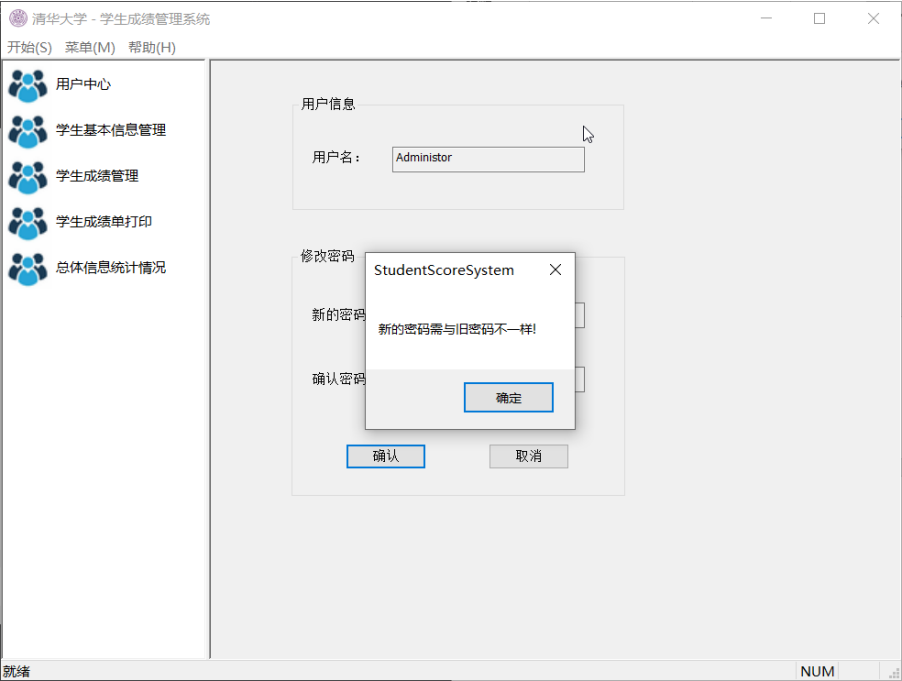 清华大学 - 学生成绩管理系统
开始(S) 菜单(M) 帮助(H)
用户中心
学生基本信息管理
学生成绩管理
学生成绩单打印
总体信息统计情况
用户信息
用户名：
Administor
修改密码
新的密码
确认密码
StudentScoreSystem
新的密码需与旧密码不一样!
确定
确认
取消
就绪
NUM